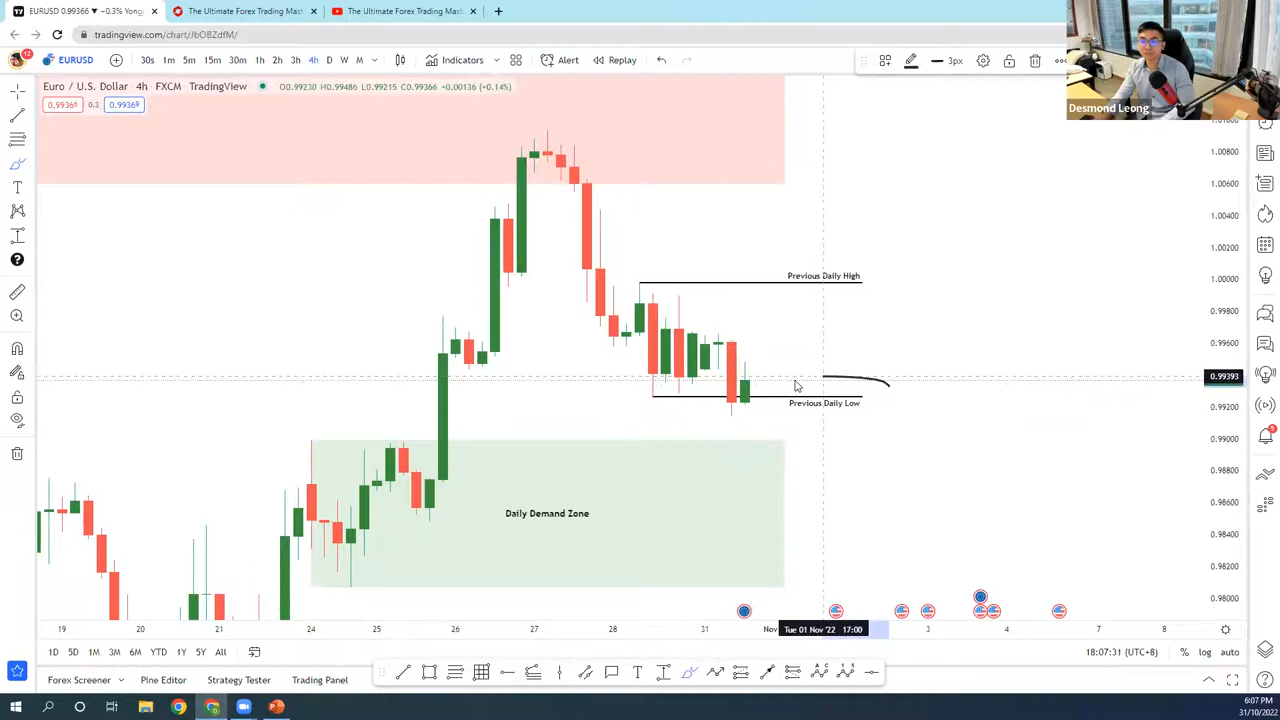 EURUSD 0.99366 ▼ −0.3% Yong
The Ultimate Forex Trading Mast
The Ultimate Forex Trading Mast
tradingview.com/chart/JbOBZdfM/
12
EURUSD
30s 1m 5m 15m 30m 1h 2h 3h 4h D W M
Indicators
Alert
Replay
3px
Desmond Leong
Euro / U.S. Dollar 4h FXCM TradingView
O0.99230 H0.99486 L0.99215 C0.99366 +0.00136 (+0.14%)
0.99366 0.3 0.99369
1.00800
1.00600
1.00400
1.00200
1.00000
0.99800
0.99600
0.99393
0.99200
0.99000
0.98800
0.98600
0.98400
0.98200
0.98000
Previous Daily High
Previous Daily Low
Daily Demand Zone
5
19 20 21 24 25 26 27 28 31 Nov Tue 01 Nov '22 17:00 3 4 7 8
1D 5D 1M 3M 6M YTD 1Y 5Y All
18:07:31 (UTC+8) % log auto
Forex Screener Pine Editor Strategy Tester Trading Panel
6:07 PM
31/10/2022